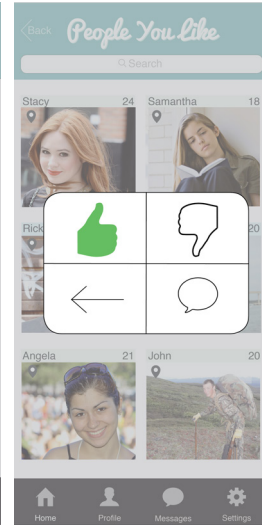 Back People You Like
Search
Stacy 24 Samantha 18
Rick 20
Angela 21 John 20
Home Profile Messages Settings